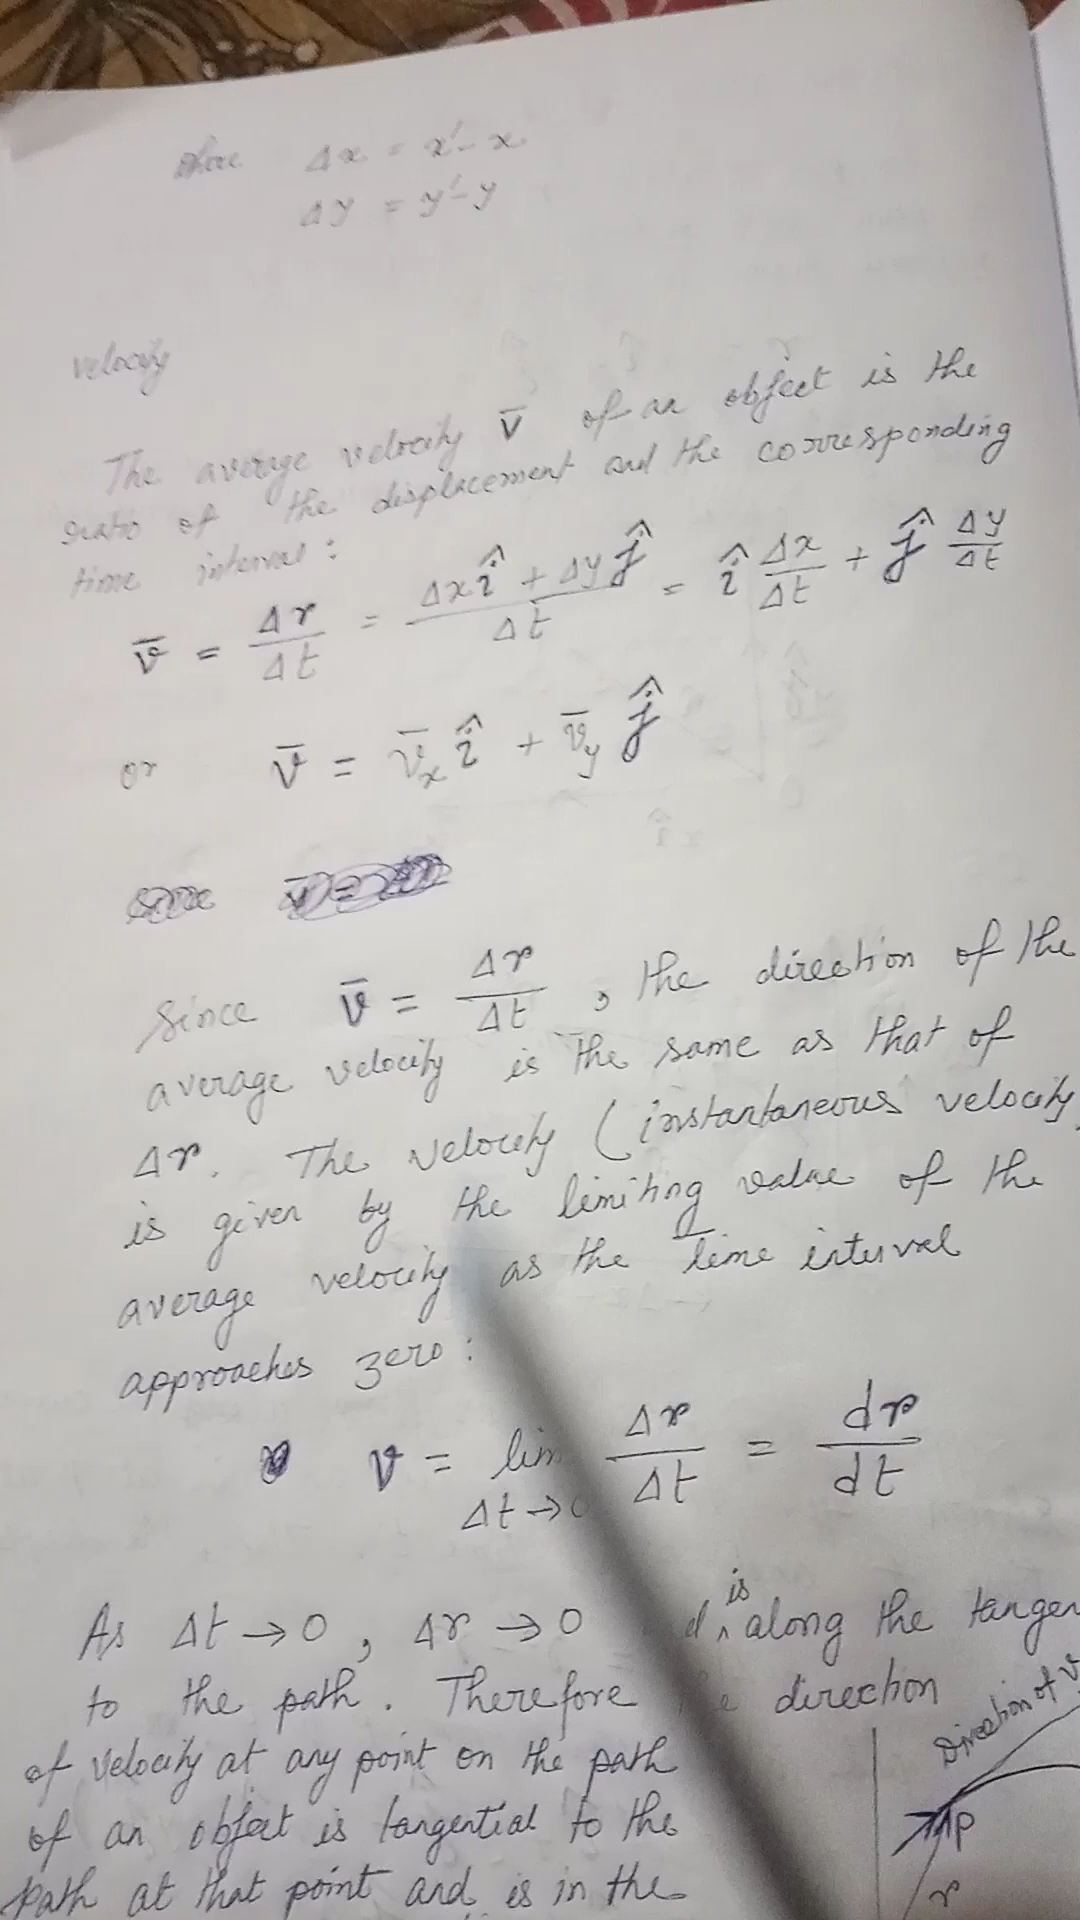 where Δx = x' - x
Δy = y' - y
velocity
The average velocity v̄ of an object is the
ratio of the displacement and the corresponding
time interval :
v̄ = Δr/Δt = (Δx î + Δy ĵ)/Δt = î Δx/Δt + ĵ Δy/Δt
or v̄ = v̄ₓ î + v̄ᵧ ĵ
Since v̄ = Δr/Δt , the direction of the
average velocity is the same as that of
Δr. The velocity (instantaneous velocity
is given by the limiting value of the
average velocity as the time interval
approaches zero :
v = lim Δt→0 Δr/Δt = dr/dt
As Δt → 0 , Δr → 0 is along the tangen
to the path. Therefore direction
of velocity at any point on the path
of an object is tangential to the
path at that point and is in the
Direction of v
P
r